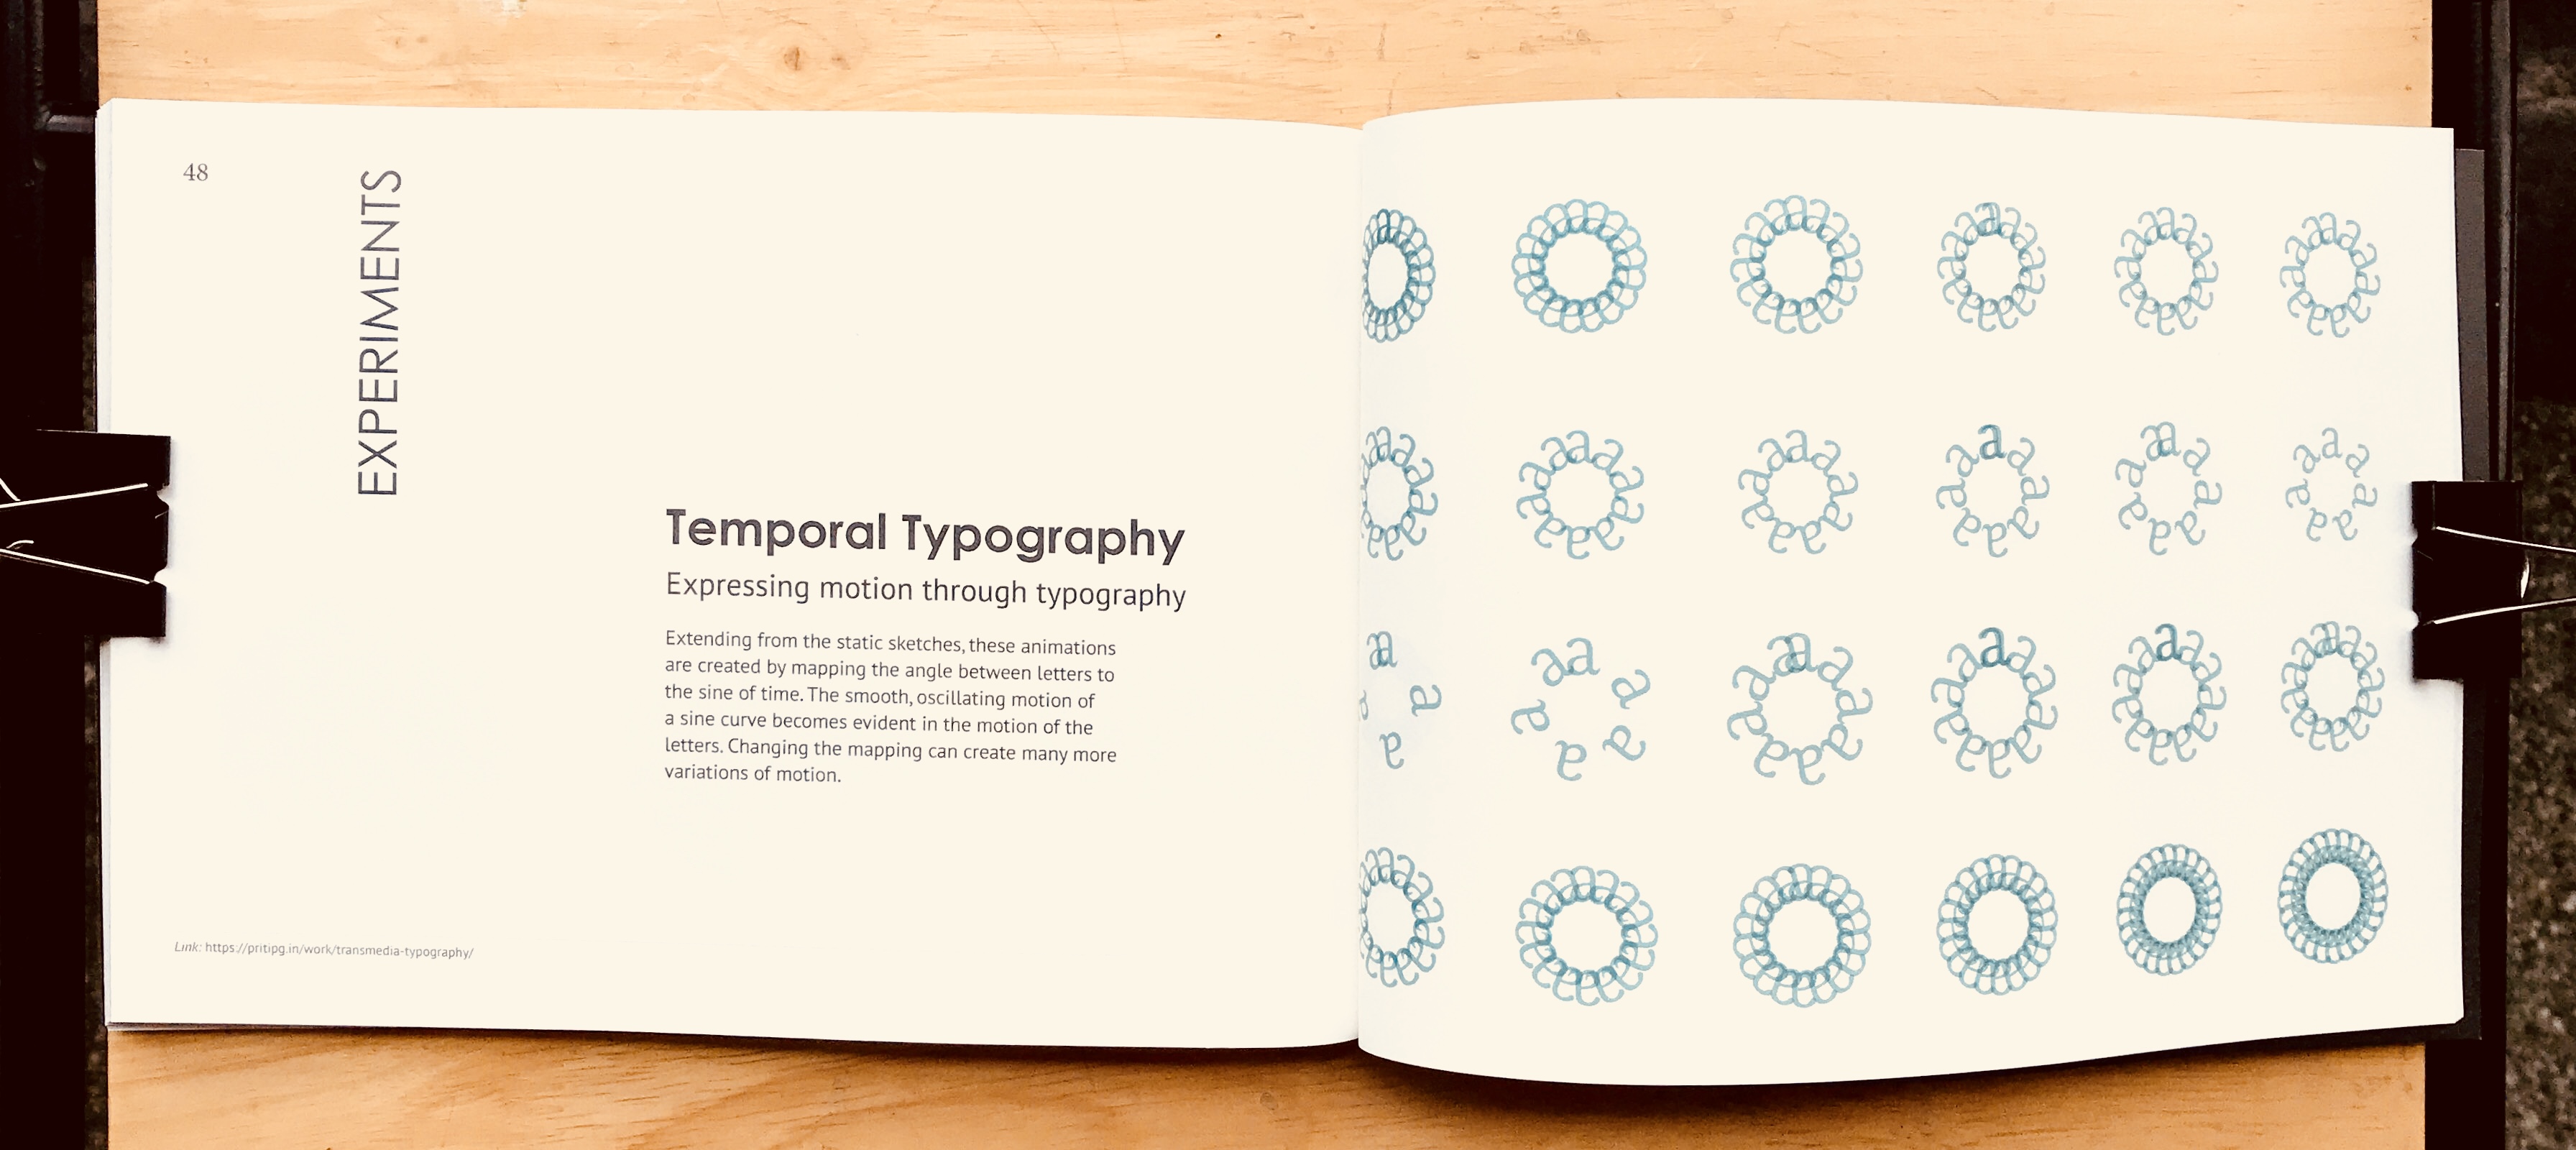 48
EXPERIMENTS
Temporal Typography
Expressing motion through typography
Extending from the static sketches, these animations
are created by mapping the angle between letters to
the sine of time. The smooth, oscillating motion of
a sine curve becomes evident in the motion of the
letters. Changing the mapping can create many more
variations of motion.
Link: https://pritipg.in/work/transmedia-typography/